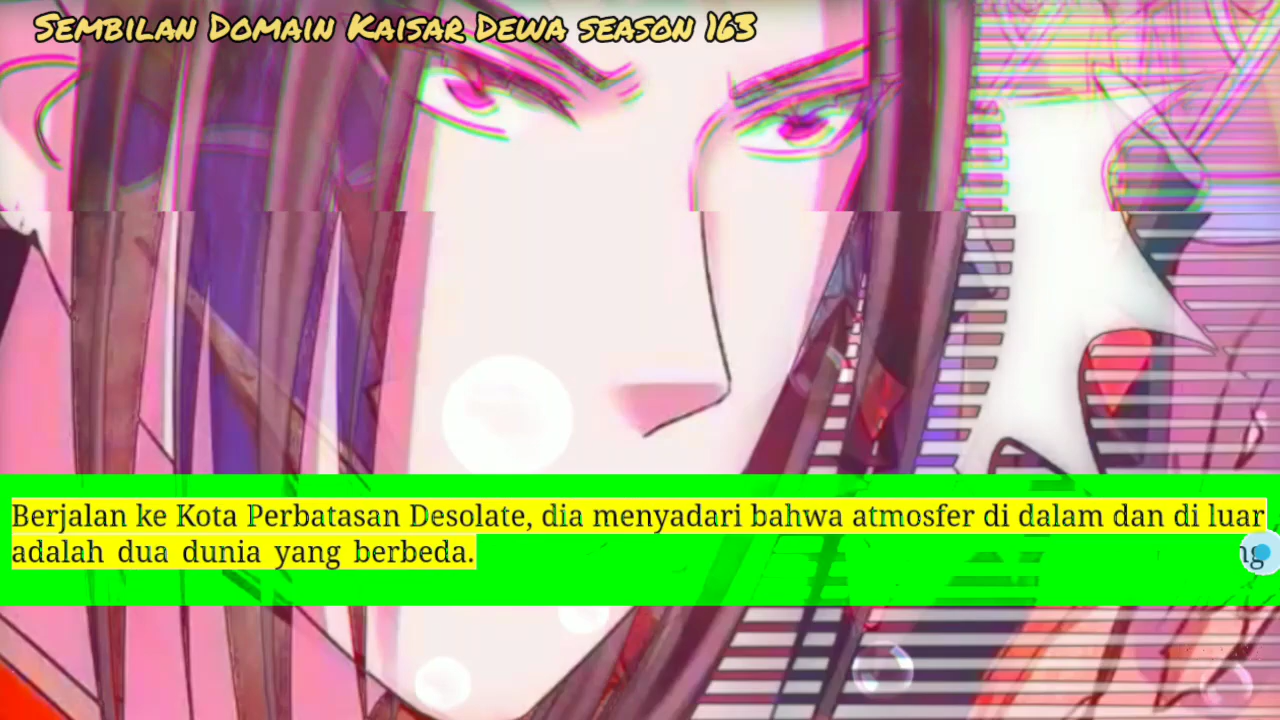 Sembilan Domain Kaisar Dewa season 163
Berjalan ke Kota Perbatasan Desolate, dia menyadari bahwa atmosfer di dalam dan di luar
adalah dua dunia yang berbeda.